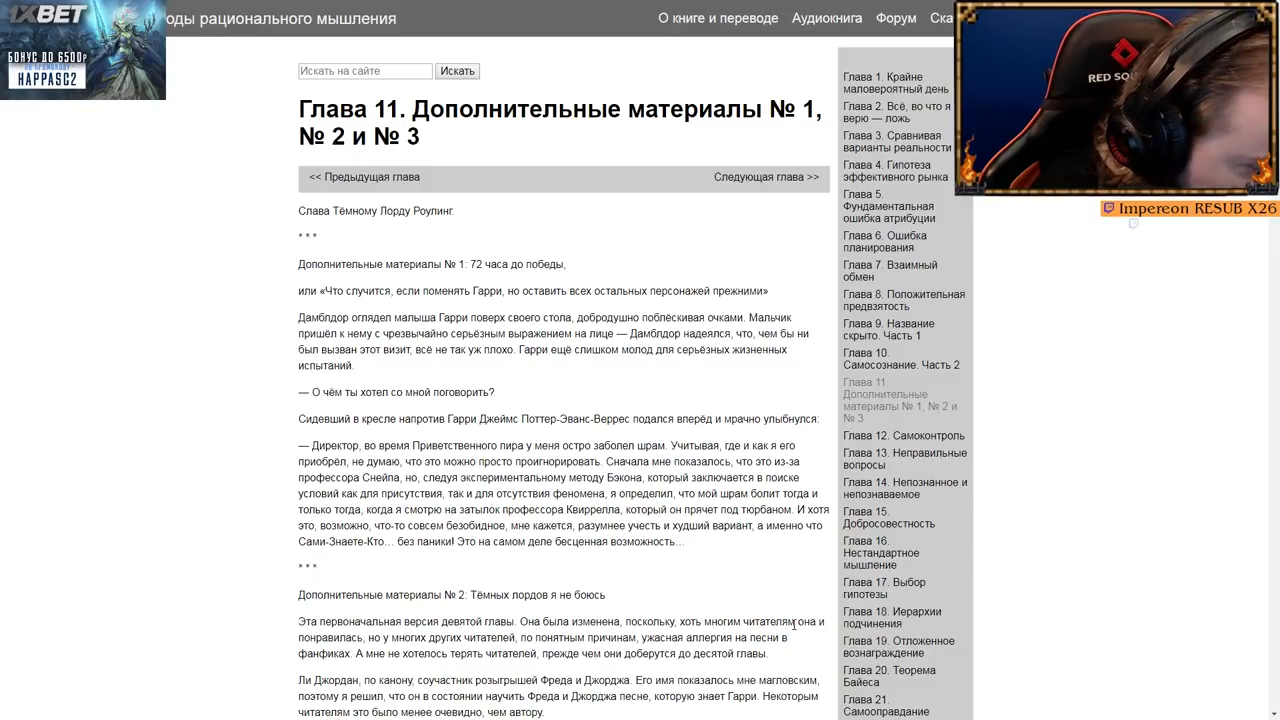 1XBET
БОНУС ДО 6500₽
ПО ПРОМОКОДУ
HAPPASC2
оды рационального мышления
О книге и переводе
Аудиокнига
Форум
Ска
Искать на сайте
Искать
Глава 11. Дополнительные материалы № 1,
№ 2 и № 3
<< Предыдущая глава
Следующая глава >>
Слава Тёмному Лорду Роулинг.
* * *
Дополнительные материалы № 1: 72 часа до победы,
или «Что случится, если поменять Гарри, но оставить всех остальных персонажей прежними»
Дамблдор оглядел малыша Гарри поверх своего стола, добродушно поблёскивая очками. Мальчик
пришёл к нему с чрезвычайно серьёзным выражением на лице — Дамблдор надеялся, что, чем бы ни
был вызван этот визит, всё не так уж плохо. Гарри ещё слишком молод для серьёзных жизненных
испытаний.
— О чём ты хотел со мной поговорить?
Сидевший в кресле напротив Гарри Джеймс Поттер-Эванс-Веррес подался вперёд и мрачно улыбнулся:
— Директор, во время Приветственного пира у меня остро заболел шрам. Учитывая, где и как я его
приобрёл, не думаю, что это можно просто проигнорировать. Сначала мне показалось, что это из-за
профессора Снейпа, но, следуя экспериментальному методу Бэкона, который заключается в поиске
условий как для присутствия, так и для отсутствия феномена, я определил, что мой шрам болит тогда и
только тогда, когда я смотрю на затылок профессора Квиррелла, который он прячет под тюрбаном. И хотя
это, возможно, что-то совсем безобидное, мне кажется, разумнее учесть и худший вариант, а именно что
Сами-Знаете-Кто… без паники! Это на самом деле бесценная возможность…
* * *
Дополнительные материалы № 2: Тёмных лордов я не боюсь
Эта первоначальная версия девятой главы. Она была изменена, поскольку, хоть многим читателям она и
понравилась, но у многих других читателей, по понятным причинам, ужасная аллергия на песни в
фанфиках. А мне не хотелось терять читателей, прежде чем они доберутся до десятой главы.
Ли Джордан, по канону, соучастник розыгрышей Фреда и Джорджа. Его имя показалось мне магловским,
поэтому я решил, что он в состоянии научить Фреда и Джорджа песне, которую знает Гарри. Некоторым
читателям это было менее очевидно, чем автору.
Глава 1. Крайне
маловероятный день
Глава 2. Всё, во что я
верю — ложь
Глава 3. Сравнивая
варианты реальности
Глава 4. Гипотеза
эффективного рынка
Глава 5.
Фундаментальная
ошибка атрибуции
Глава 6. Ошибка
планирования
Глава 7. Взаимный
обмен
Глава 8. Положительная
предвзятость
Глава 9. Название
скрыто. Часть 1
Глава 10.
Самосознание. Часть 2
Глава 11.
Дополнительные
материалы № 1, № 2 и
№ 3
Глава 12. Самоконтроль
Глава 13. Неправильные
вопросы
Глава 14. Непознанное и
непознаваемое
Глава 15.
Добросовестность
Глава 16.
Нестандартное
мышление
Глава 17. Выбор
гипотезы
Глава 18. Иерархии
подчинения
Глава 19. Отложенное
вознаграждение
Глава 20. Теорема
Байеса
Глава 21.
Самооправдание
RED SQU
Impereon RESUB X26